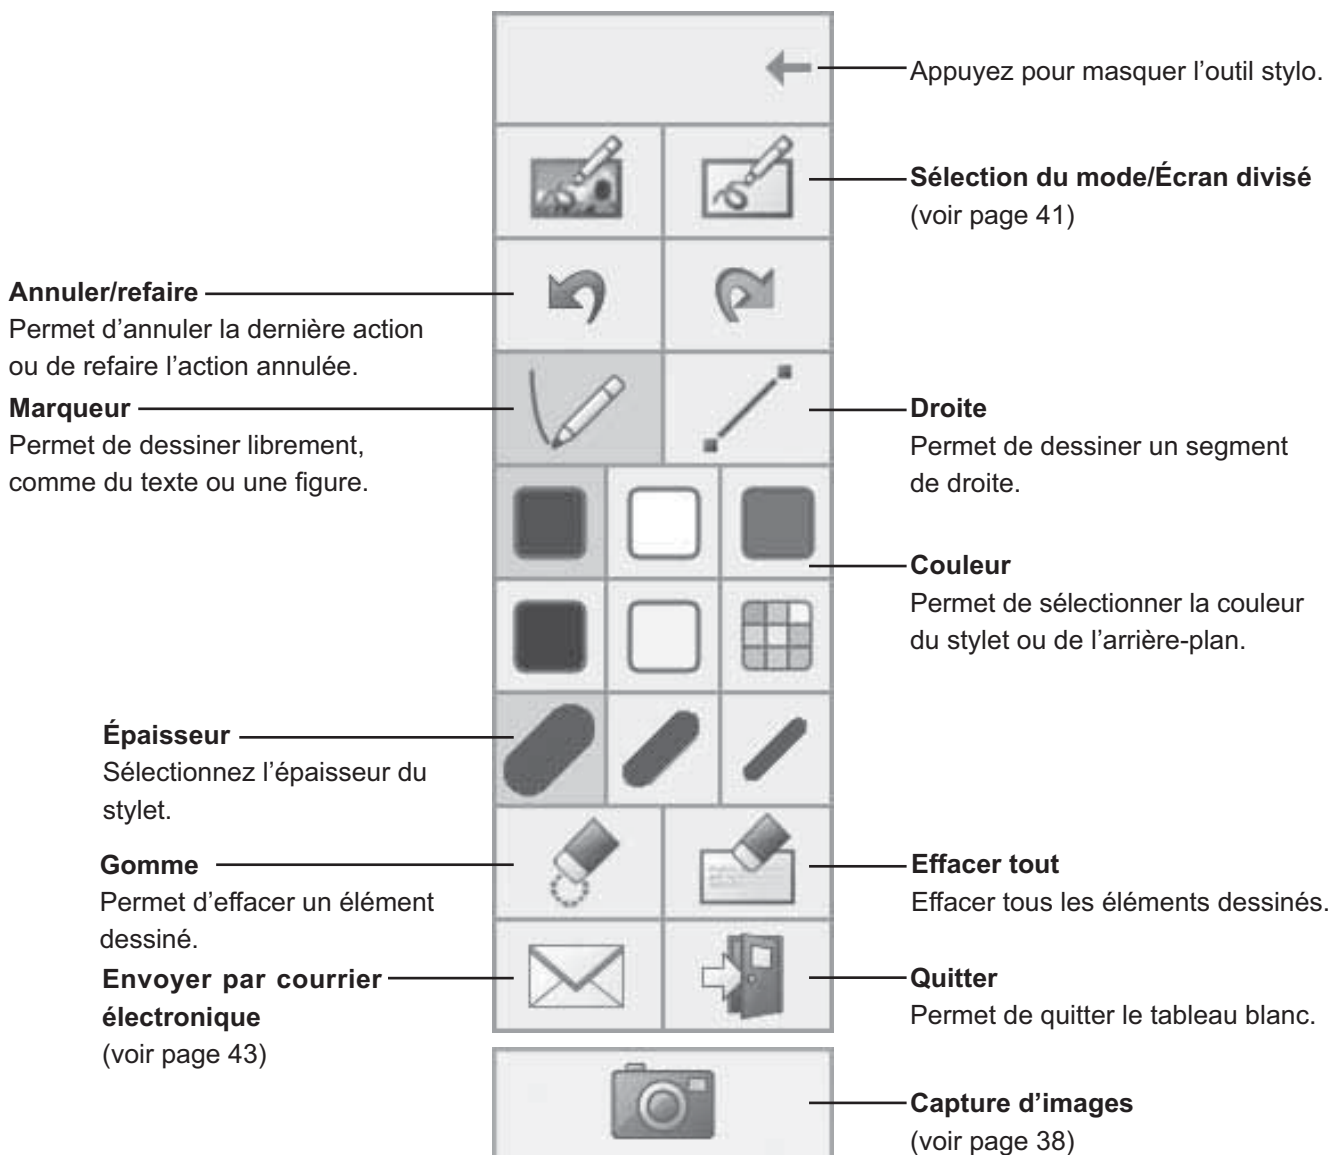 Appuyez pour masquer l’outil stylo.
Sélection du mode/Écran divisé
(voir page 41)
Annuler/refaire
Permet d’annuler la dernière action
ou de refaire l’action annulée.
Marqueur
Permet de dessiner librement,
comme du texte ou une figure.
Droite
Permet de dessiner un segment
de droite.
Couleur
Permet de sélectionner la couleur
du stylet ou de l’arrière-plan.
Épaisseur
Sélectionnez l’épaisseur du
stylet.
Gomme
Permet d’effacer un élément
dessiné.
Effacer tout
Effacer tous les éléments dessinés.
Envoyer par courrier
électronique
(voir page 43)
Quitter
Permet de quitter le tableau blanc.
Capture d’images
(voir page 38)